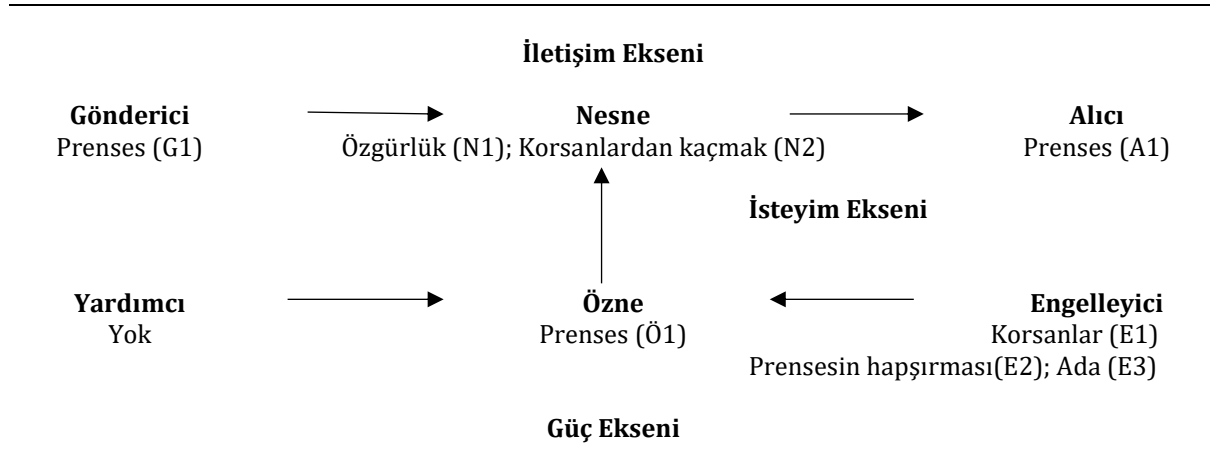 İletişim Ekseni
Gönderici Nesne Alıcı
Prenses (G1) Özgürlük (N1); Korsanlardan kaçmak (N2) Prenses (A1)
İsteyim Ekseni
Yardımcı Özne Engelleyici
Yok Prenses (Ö1) Korsanlar (E1)
Prensesin hapşırması(E2); Ada (E3)
Güç Ekseni